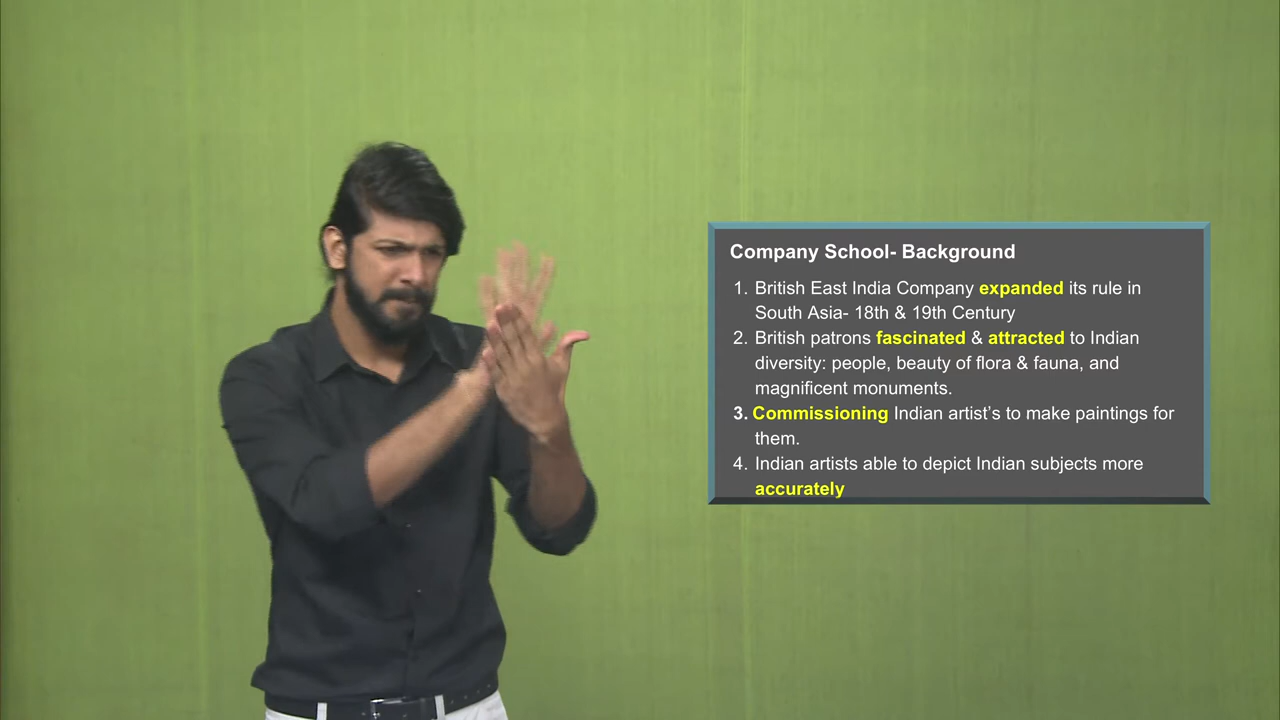 Company School- Background
1. British East India Company expanded its rule in
South Asia- 18th & 19th Century
2. British patrons fascinated & attracted to Indian
diversity: people, beauty of flora & fauna, and
magnificent monuments.
3. Commissioning Indian artist's to make paintings for
them.
4. Indian artists able to depict Indian subjects more
accurately